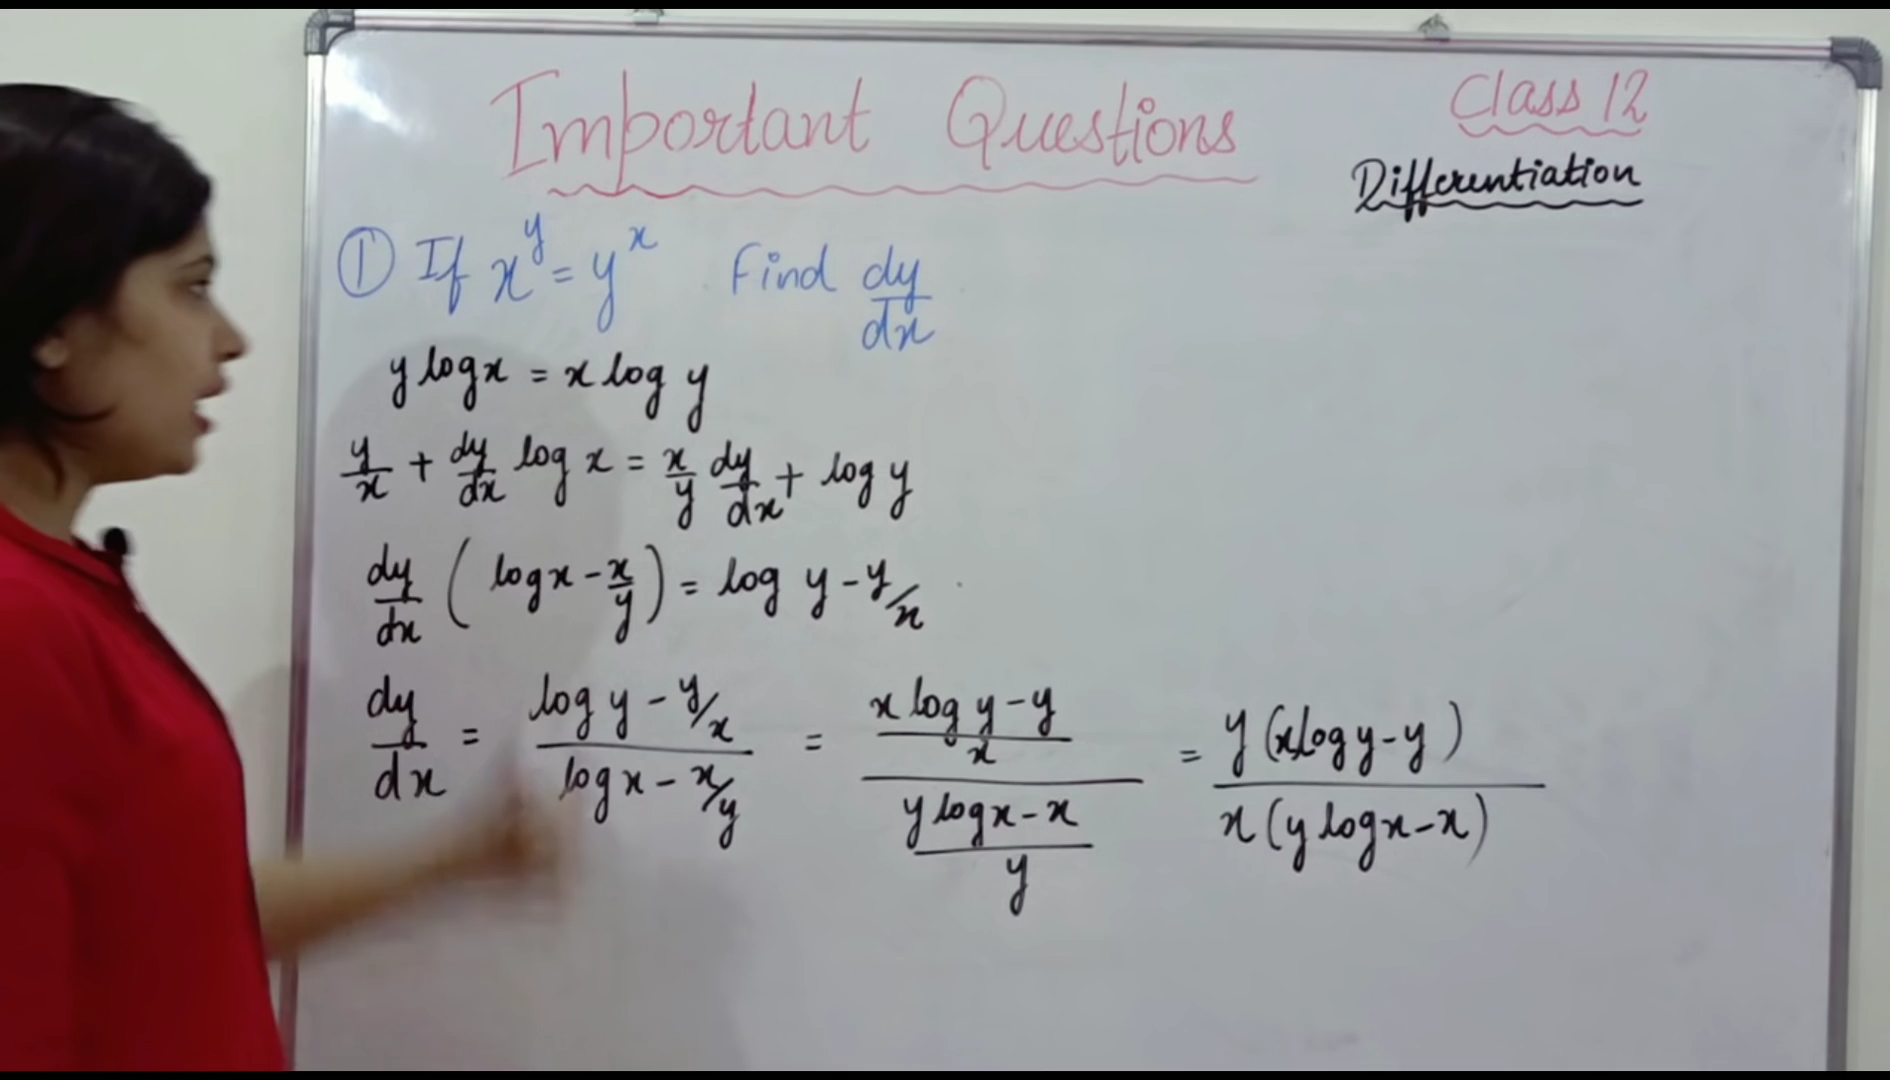 Important Questions
Class 12
Differentiation
① If x^y = y^x Find dy/dx
y log x = x log y
y/x + dy/dx log x = x/y dy/dx + log y
dy/dx ( log x - x/y ) = log y - y/x
dy/dx = (log y - y/x)/(log x - x/y) = ((x log y - y)/x)/((y log x - x)/y) = y(x log y - y)/x(y log x - x)